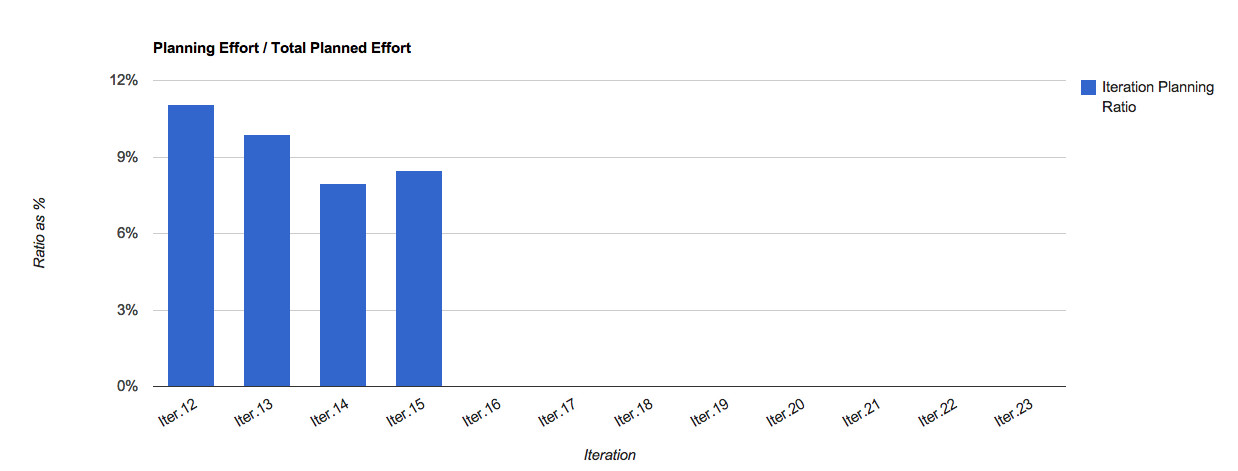 Planning Effort / Total Planned Effort
12%
9%
6%
3%
0%
Ratio as %
Iter.12
Iter.13
Iter.14
Iter.15
Iter.16
Iter.17
Iter.18
Iter.19
Iter.20
Iter.21
Iter.22
Iter.23
Iteration
Iteration Planning
Ratio